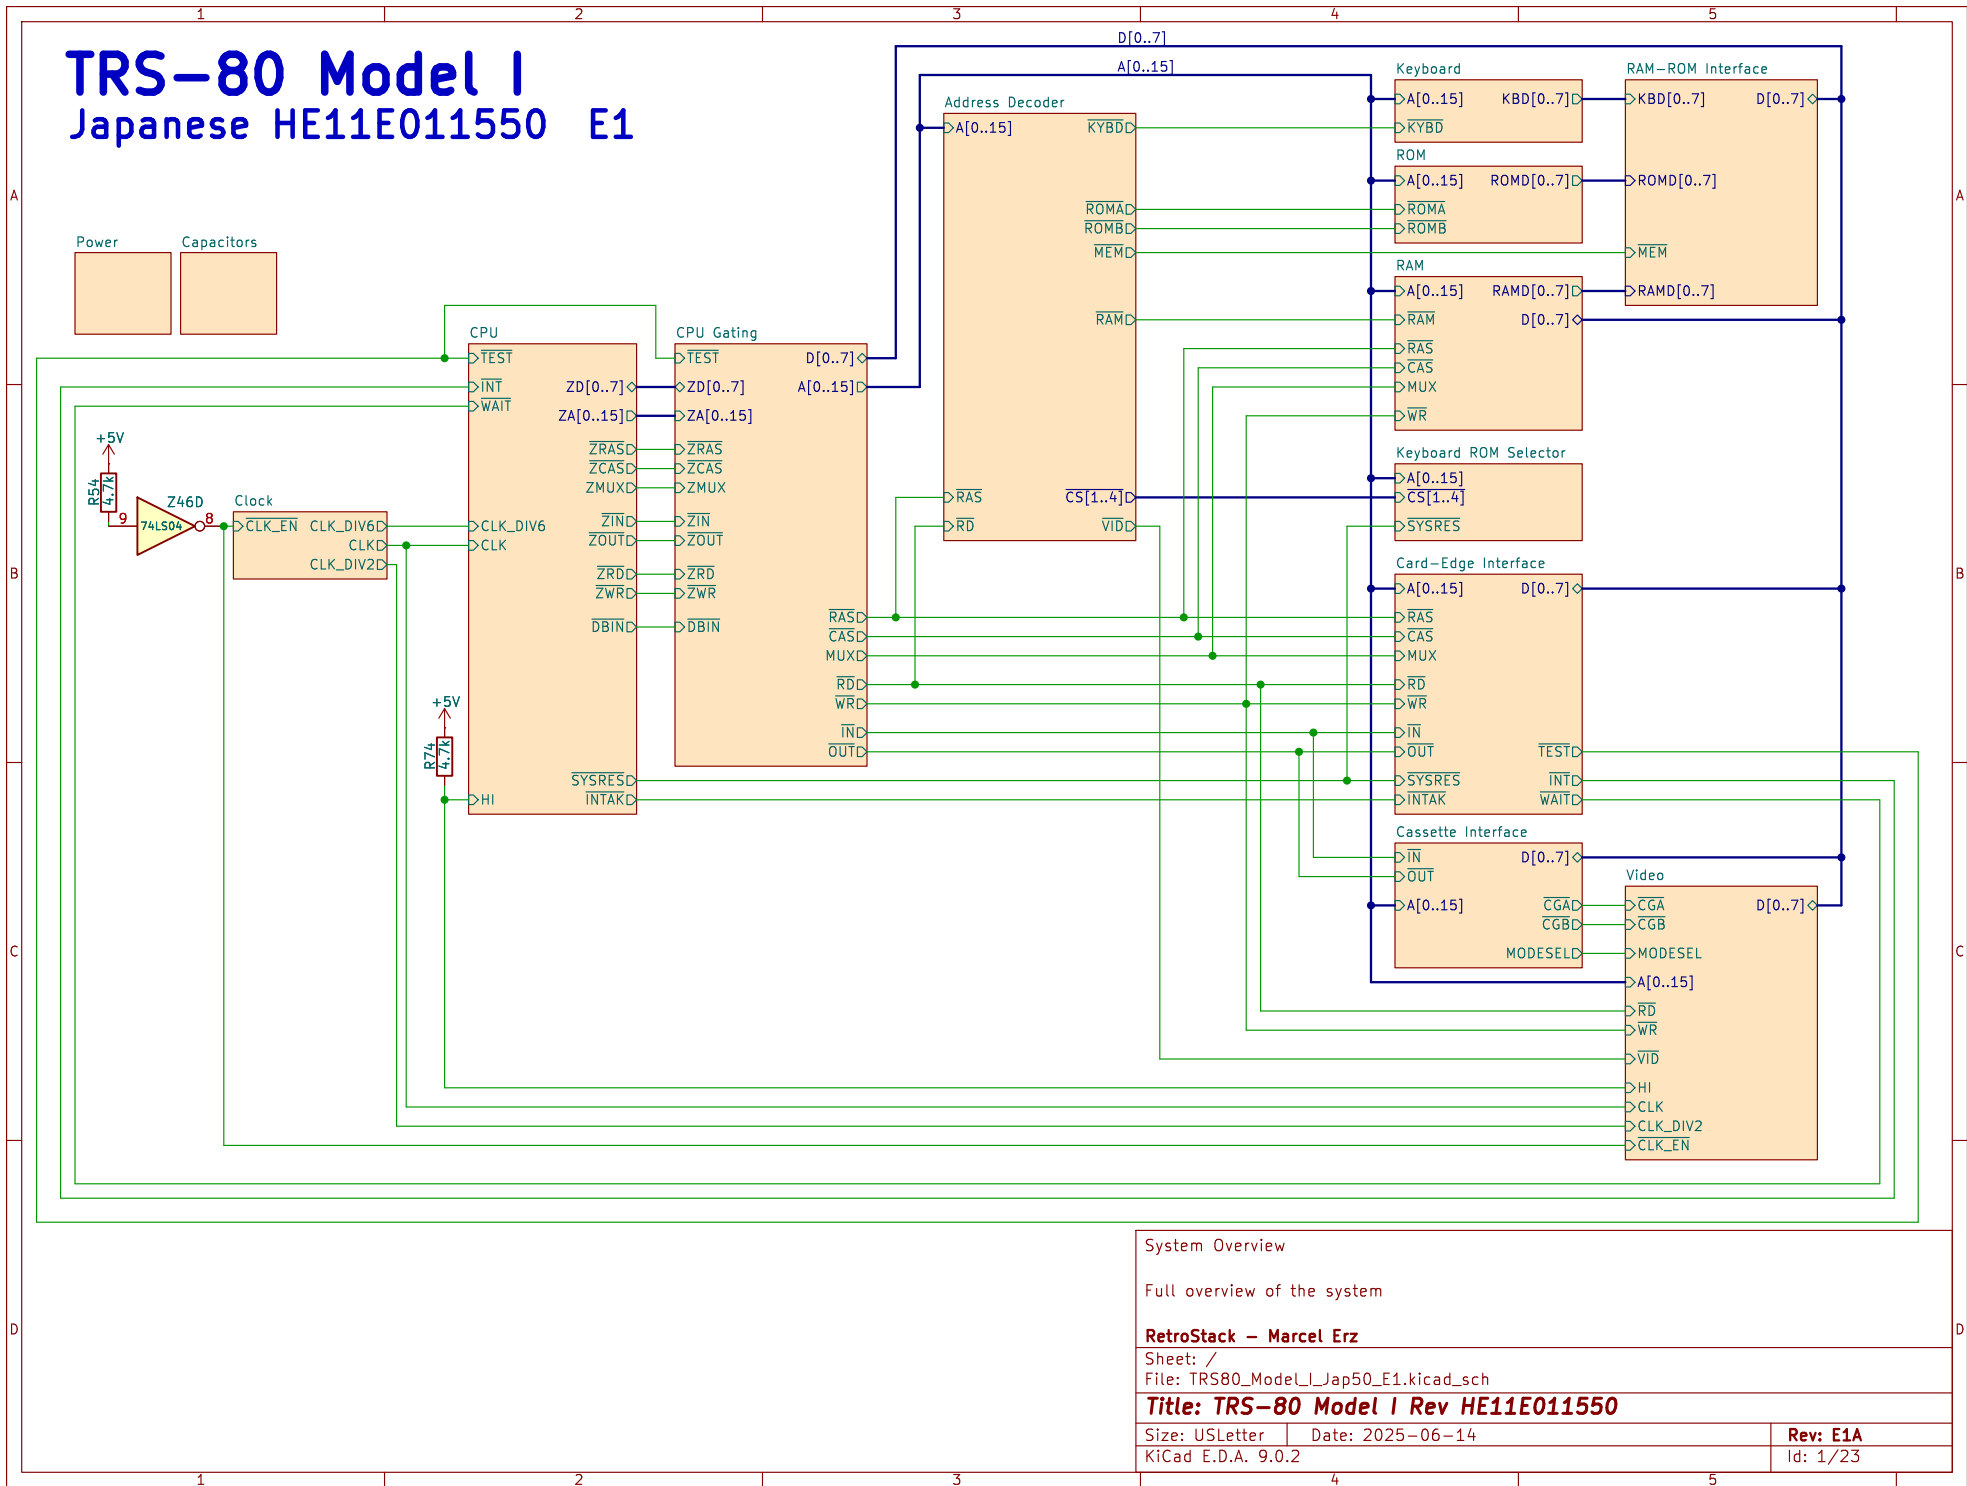 1 2 3 4 5
TRS-80 Model I
Japanese HE11E011550 E1
D[0..7]
A[0..15]
A
B
C
D
A
B
C
D
Power
Capacitors
+5V
R54
4.7k
9
Z46D
74LS04
8
Clock
CLK_EN CLK_DIV6
CLK
CLK_DIV2
+5V
R74
4.7k
CPU
TEST
INT ZD[0..7]
WAIT
ZA[0..15]
ZRAS
ZCAS
ZMUX
ZIN
CLK_DIV6
ZOUT
CLK
ZRD
ZWR
DBIN
SYSRES
HI INTAK
CPU Gating
TEST D[0..7]
ZD[0..7] A[0..15]
ZA[0..15]
ZRAS
ZCAS
ZMUX
ZIN
ZOUT
ZRD
ZWR
RAS
DBIN
CAS
MUX
RD
WR
IN
OUT
Address Decoder
A[0..15] KYBD
ROMA
ROMB
MEM
RAM
RAS CS[1..4]
RD VID
Keyboard
A[0..15] KBD[0..7]
KYBD
ROM
A[0..15] ROMD[0..7]
ROMA
ROMB
RAM
A[0..15] RAMD[0..7]
RAM D[0..7]
RAS
CAS
MUX
WR
RAM-ROM Interface
KBD[0..7] D[0..7]
ROMD[0..7]
MEM
RAMD[0..7]
Keyboard ROM Selector
A[0..15]
CS[1..4]
SYSRES
Card-Edge Interface
A[0..15] D[0..7]
RAS
CAS
MUX
RD
WR
IN
OUT TEST
SYSRES INT
INTAK WAIT
Cassette Interface
IN D[0..7]
OUT
A[0..15] CGA
CGB
MODESEL
Video
CGA D[0..7]
CGB
MODESEL
A[0..15]
RD
WR
VID
HI
CLK
CLK_DIV2
CLK_EN
System Overview
Full overview of the system
RetroStack - Marcel Erz
Sheet: /
File: TRS80_Model_I_Jap50_E1.kicad_sch
Title: TRS-80 Model I Rev HE11E011550
Size: USLetter Date: 2025-06-14 Rev: E1A
KiCad E.D.A. 9.0.2 Id: 1/23
1 2 3 4 5